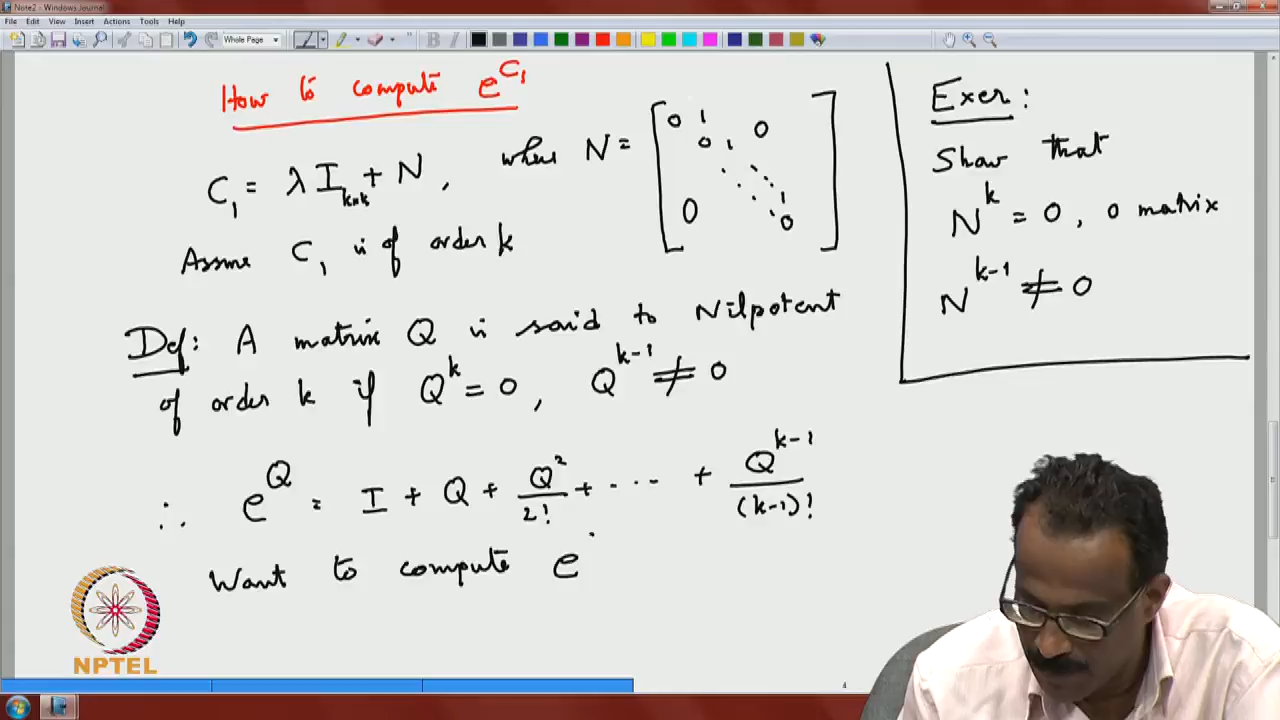 Note2 - Windows Journal
File Edit View Insert Actions Tools Help
Whole Page
How to compute e^{C_1}
C_1 = λ I_{k×k} + N, where N = [ 0 1 0
0 1
0 1
0 ]
Assume C_1 is of order k
Def: A matrix Q is said to Nilpotent
of order k if Q^k = 0, Q^{k-1} ≠ 0
∴ e^Q = I + Q + Q^2/2! + ... + Q^{k-1}/(k-1)!
Want to compute e
Exer:
Show that
N^k = 0, 0 matrix
N^{k-1} ≠ 0
NPTEL
4